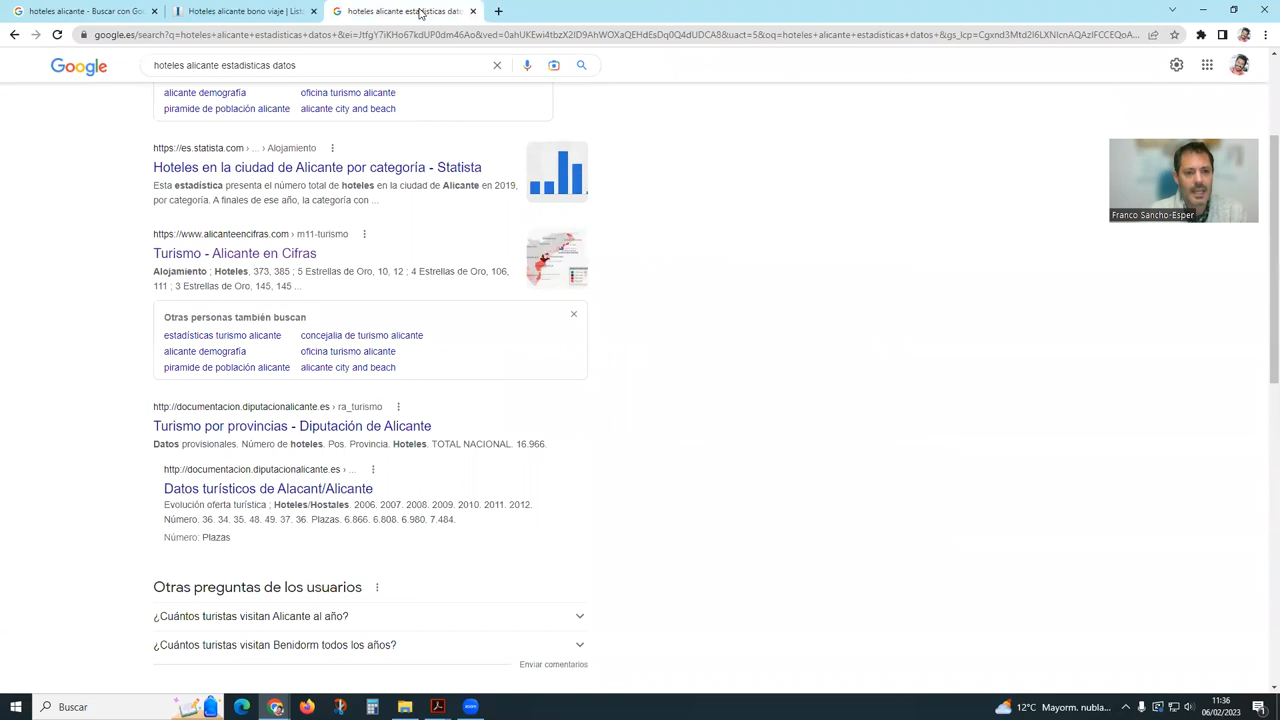 hoteles alicante - Buscar con Goo
Hoteles alicante bono viaje | List
hoteles alicante estadisticas dato
google.es/search?q=hoteles+alicante+estadisticas+datos+&ei=JtfgY7iKHo67kdUP0dm46Ao&ved=0ahUKEwi4tbzX2ID9AhWOXaQEHdEsDq0Q4dUDCA8&uact=5&oq=hoteles+alicante+estadisticas+datos+&gs_lcp=Cgxnd3Mtd2l6LXNlcnAQAzIFCCEQoA...
Google
hoteles alicante estadisticas datos
alicante demografía
oficina turismo alicante
piramide de población alicante
alicante city and beach
https://es.statista.com › ... › Alojamiento
Hoteles en la ciudad de Alicante por categoría - Statista
Esta estadística presenta el número total de hoteles en la ciudad de Alicante en 2019,
por categoría. A finales de ese año, la categoría con ...
https://www.alicanteencifras.com › m11-turismo
Turismo - Alicante en Cifras
Alojamiento ; Hoteles, 373, 385 ; 5 Estrellas de Oro, 10, 12 ; 4 Estrellas de Oro, 106,
111 ; 3 Estrellas de Oro, 145, 145 ...
Otras personas también buscan
estadísticas turismo alicante
concejalia de turismo alicante
alicante demografía
oficina turismo alicante
piramide de población alicante
alicante city and beach
http://documentacion.diputacionalicante.es › ra_turismo
Turismo por provincias - Diputación de Alicante
Datos provisionales. Número de hoteles. Pos. Provincia. Hoteles. TOTAL NACIONAL. 16.966.
http://documentacion.diputacionalicante.es › ...
Datos turísticos de Alacant/Alicante
Evolución oferta turística ; Hoteles/Hostales. 2006. 2007. 2008. 2009. 2010. 2011. 2012.
Número. 36. 34. 35. 48. 49. 37. 36. Plazas. 6.866. 6.808. 6.980. 7.484.
Número: Plazas
Otras preguntas de los usuarios
¿Cuántos turistas visitan Alicante al año?
¿Cuántos turistas visitan Benidorm todos los años?
Enviar comentarios
Franco Sancho-Esper
Buscar
12°C Mayorm. nubla...
11:36
06/02/2023